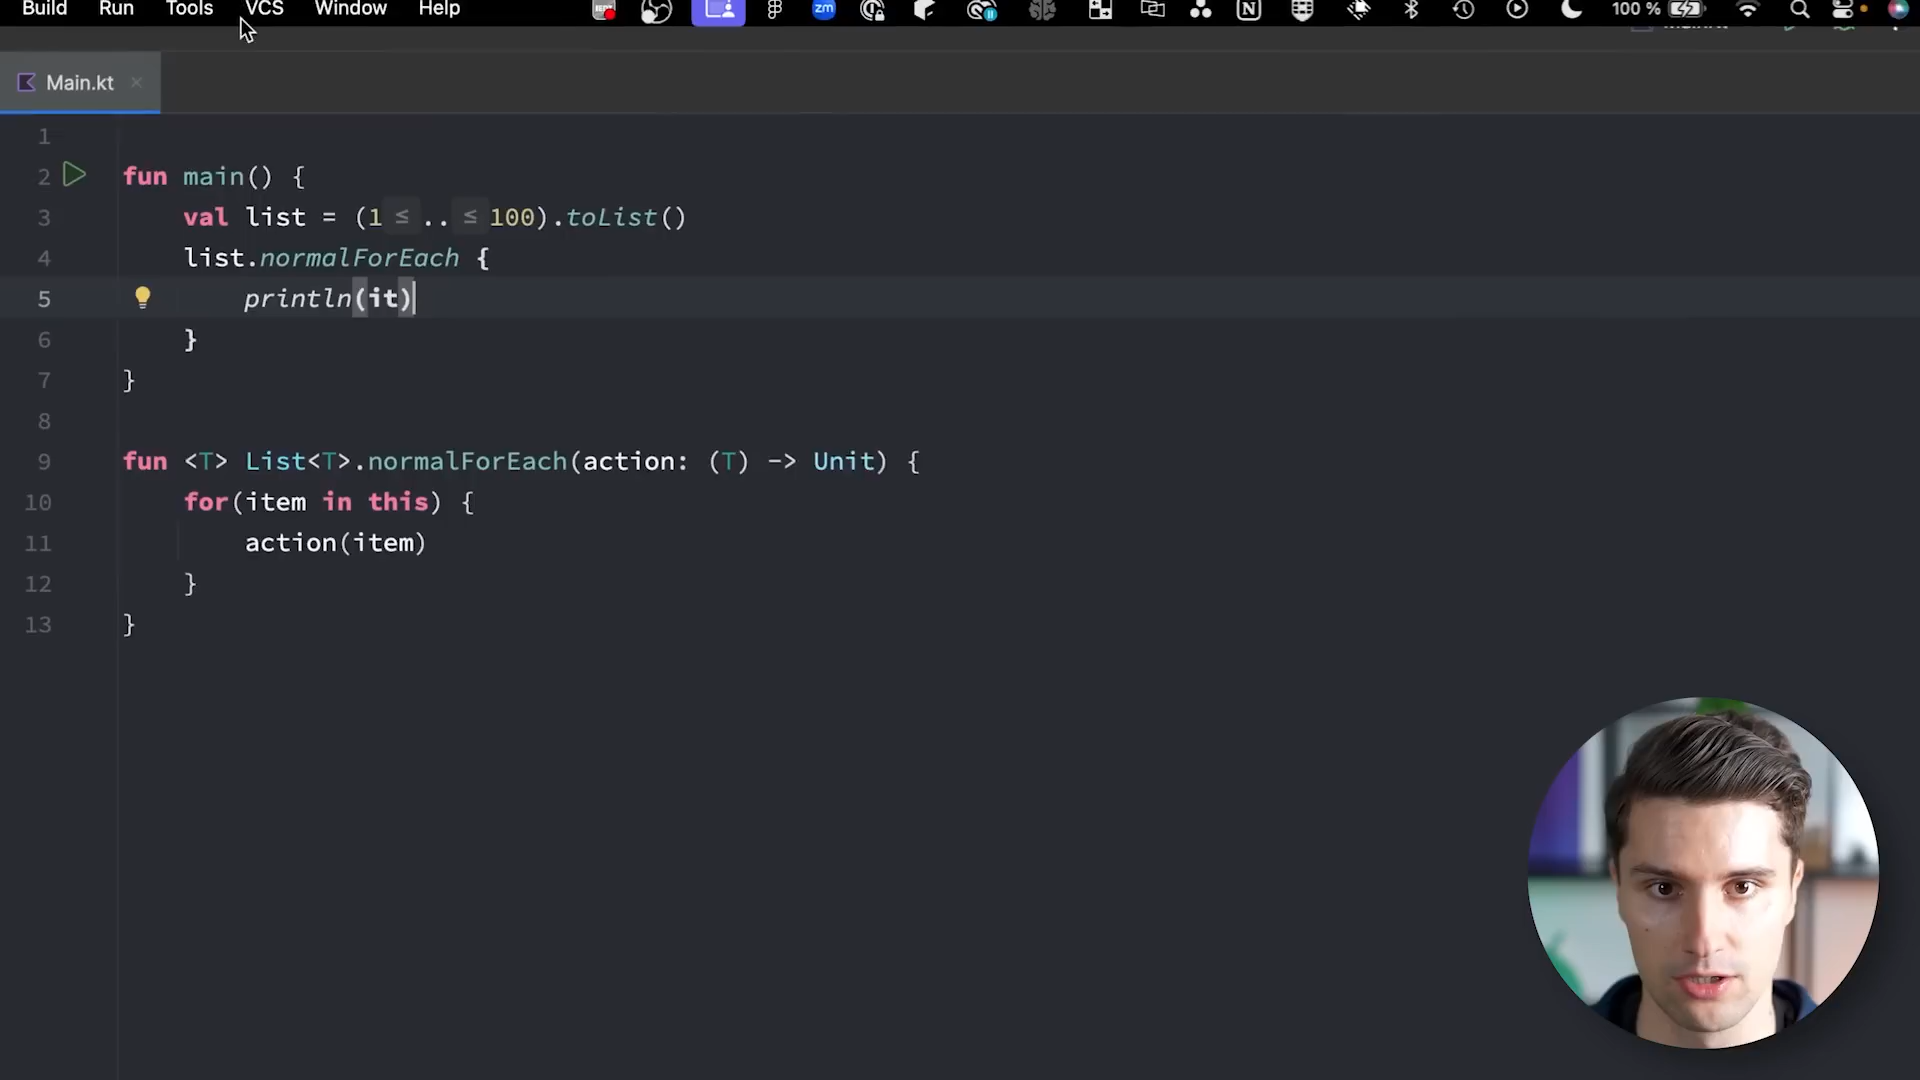 Build Run Tools VCS Window Help zm N 100 %
Main.kt
1
2 fun main() {
3 val list = (1 ≤ .. ≤ 100).toList()
4 list.normalForEach {
5 println(it)
6 }
7 }
8
9 fun <T> List<T>.normalForEach(action: (T) -> Unit) {
10 for(item in this) {
11 action(item)
12 }
13 }